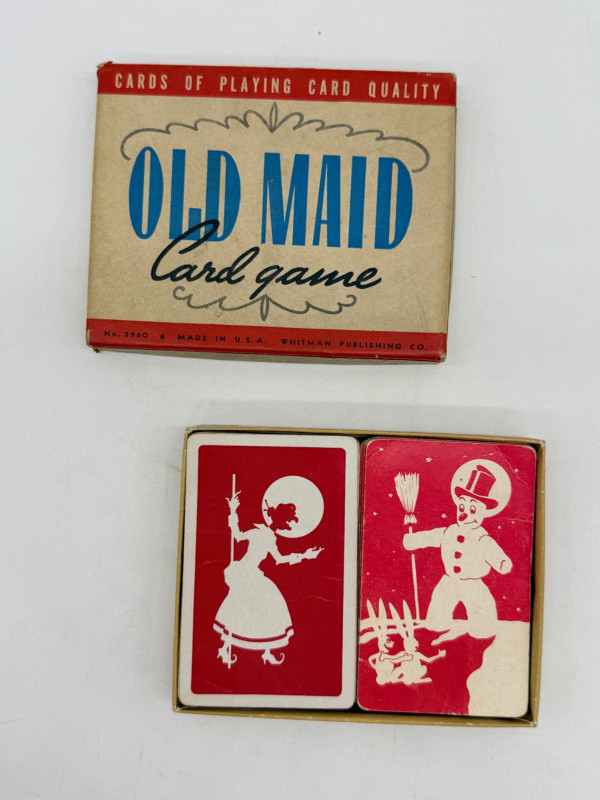 CARDS OF PLAYING CARD QUALITY
OLD MAID
Card game
No. 3960 ★ MADE IN U.S.A. WHITMAN PUBLISHING CO.